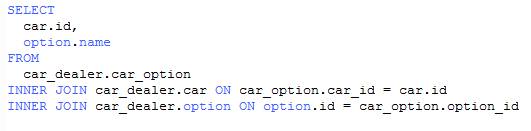 SELECT
car.id,
option.name
FROM
car_dealer.car_option
INNER JOIN car_dealer.car ON car_option.car_id = car.id
INNER JOIN car_dealer.option ON option.id = car_option.option_id